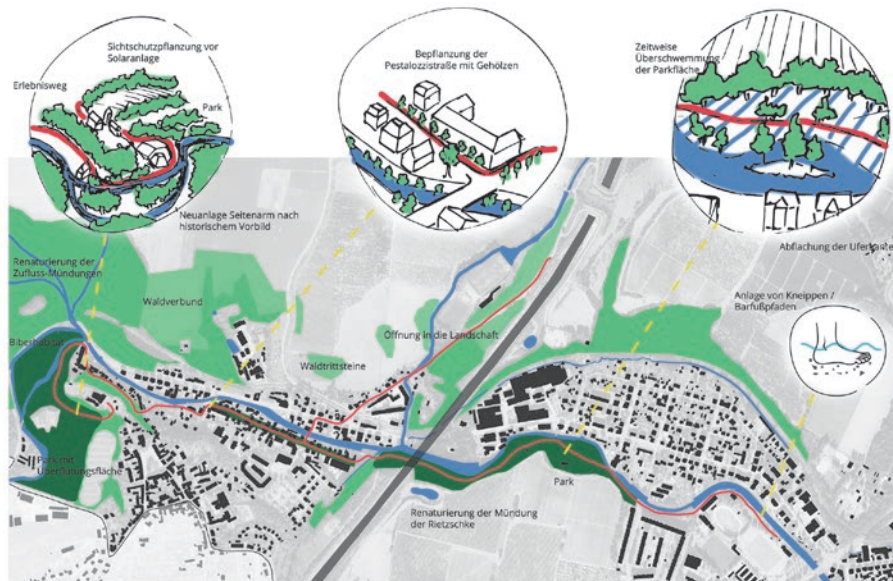 Sichtschutzpflanzung vor
Solaranlage
Erlebnisweg
Park
Bepflanzung der
Pestalozzistraße mit Gehölzen
Zeitweise
Überschwemmung
der Parkfläche
Neuanlage Seitenarm nach
historischem Vorbild
Renaturierung der
Zufluss-Mündungen
Waldverbund
Abflachung der Uferkante
Anlage von Kneippen /
Barfußpfaden
Öffnung in die Landschaft
Biberhabitat
Waldtrittsteine
Park mit
Überflutungsfläche
Park
Renaturierung der Mündung
der Rietzschke